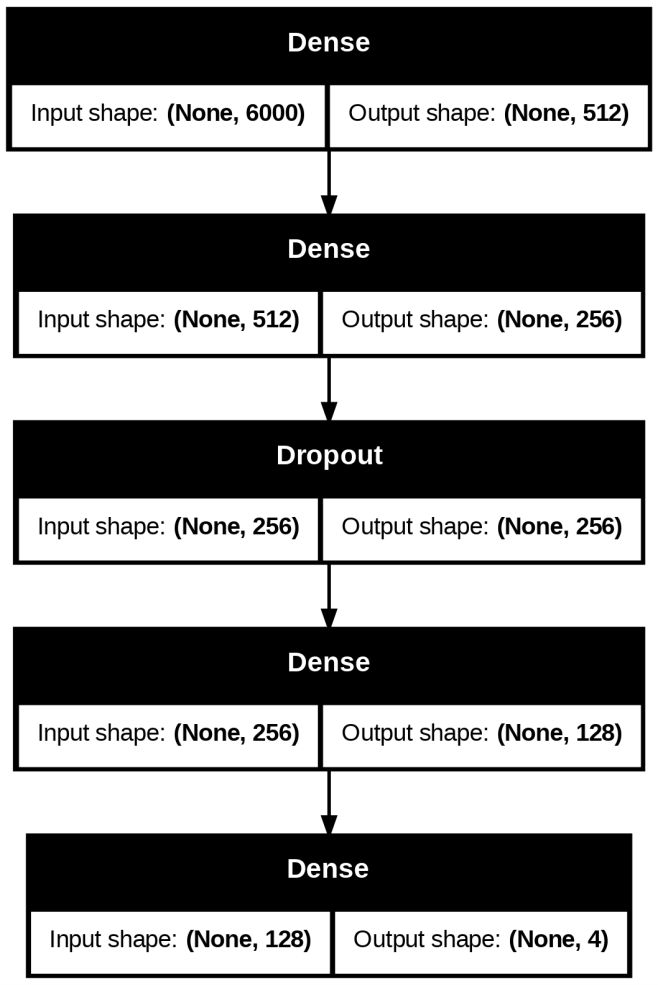 Dense
Input shape: (None, 6000) Output shape: (None, 512)
Dense
Input shape: (None, 512) Output shape: (None, 256)
Dropout
Input shape: (None, 256) Output shape: (None, 256)
Dense
Input shape: (None, 256) Output shape: (None, 128)
Dense
Input shape: (None, 128) Output shape: (None, 4)